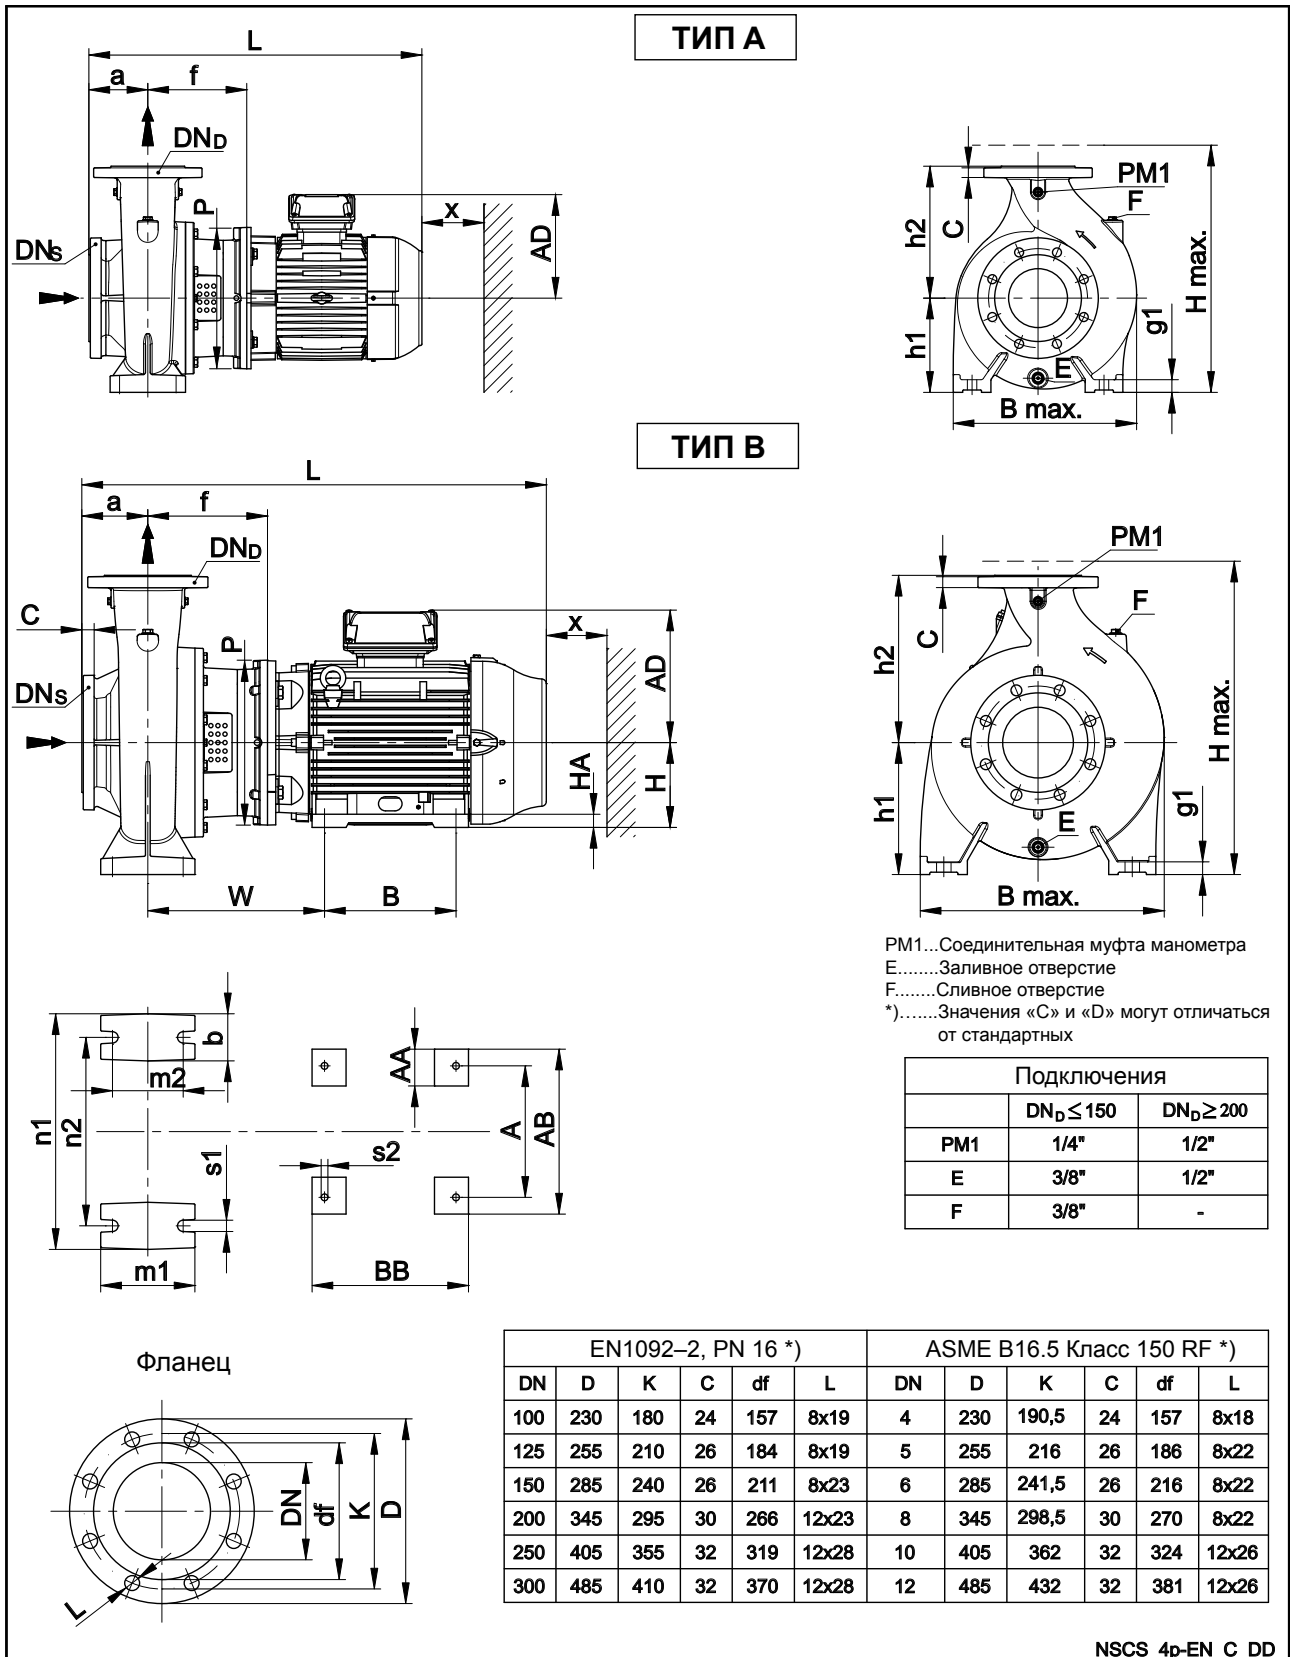 ТИП A
L
a
f
DND
P
DNs
x
AD
PM1
F
C
h2
h1
H max.
g1
E
B max.
ТИП B
L
a
f
DND
C
P
DNs
x
AD
HA
H
W
B
PM1
F
C
h2
h1
H max.
g1
E
B max.
PM1...Соединительная муфта манометра
E........Заливное отверстие
F........Сливное отверстие
*).......Значения «C» и «D» могут отличаться
от стандартных
b
m2
n1
n2
s1
m1
AA
A
AB
s2
BB
Подключения
DND ≤ 150 DND ≥ 200
PM1 1/4" 1/2"
E 3/8" 1/2"
F 3/8" -
Фланец
DN
df
K
D
L
EN1092–2, PN 16 *) ASME B16.5 Класс 150 RF *)
DN D K C df L DN D K C df L
100 230 180 24 157 8x19 4 230 190,5 24 157 8x18
125 255 210 26 184 8x19 5 255 216 26 186 8x22
150 285 240 26 211 8x23 6 285 241,5 26 216 8x22
200 345 295 30 266 12x23 8 345 298,5 30 270 8x22
250 405 355 32 319 12x28 10 405 362 32 324 12x26
300 485 410 32 370 12x28 12 485 432 32 381 12x26
NSCS_4p-EN_C_DD